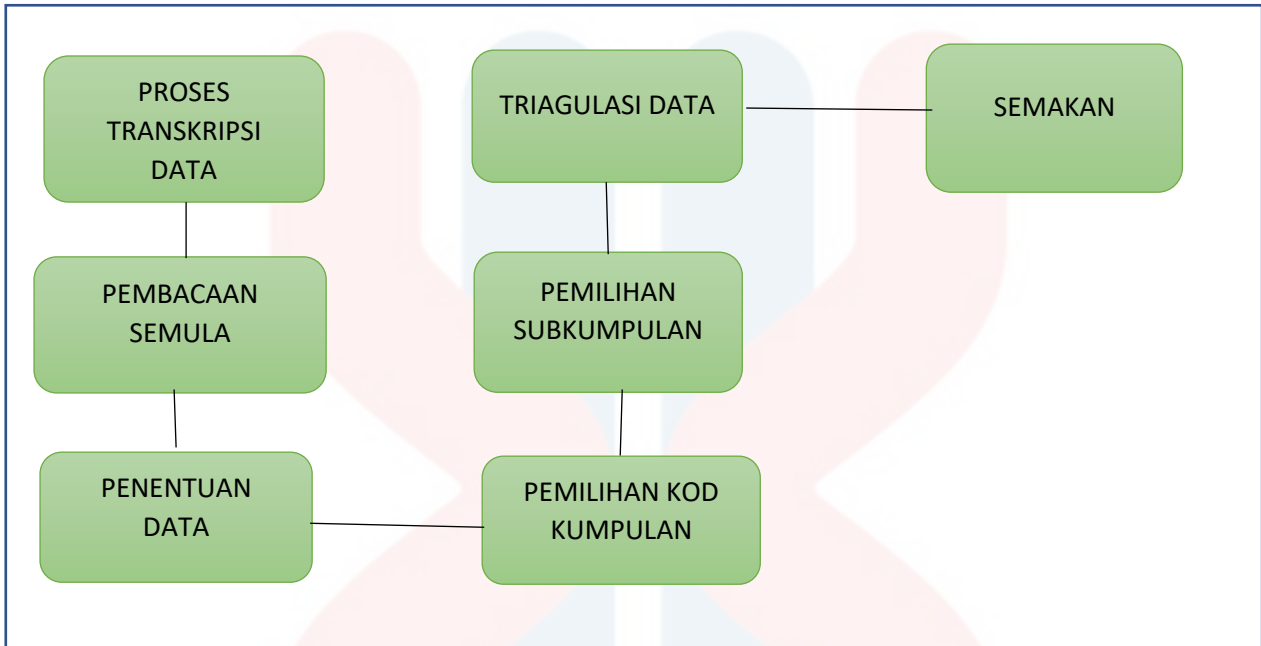 PROSES
TRANSKRIPSI
DATA
PEMBACAAN
SEMULA
PENENTUAN
DATA
PEMILIHAN KOD
KUMPULAN
PEMILIHAN
SUBKUMPULAN
TRIAGULASI DATA
SEMAKAN